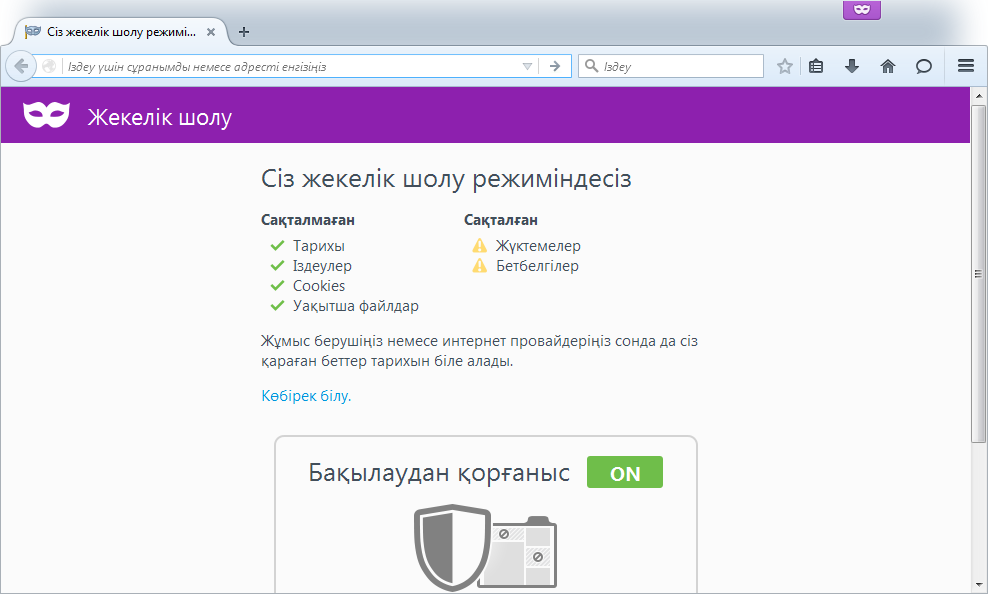 Сіз жекелік шолу режимі...
Іздеу үшін сұранымды немесе адресті енгізіңіз
Іздеу
Жекелік шолу
Сіз жекелік шолу режиміндесіз
Сақталмаған
Тарихы
Іздеулер
Cookies
Уақытша файлдар
Сақталған
Жүктемелер
Бетбелгілер
Жұмыс берушіңіз немесе интернет провайдеріңіз сонда да сіз
қараған беттер тарихын біле алады.
Көбірек білу.
Бақылаудан қорғаныс
ON